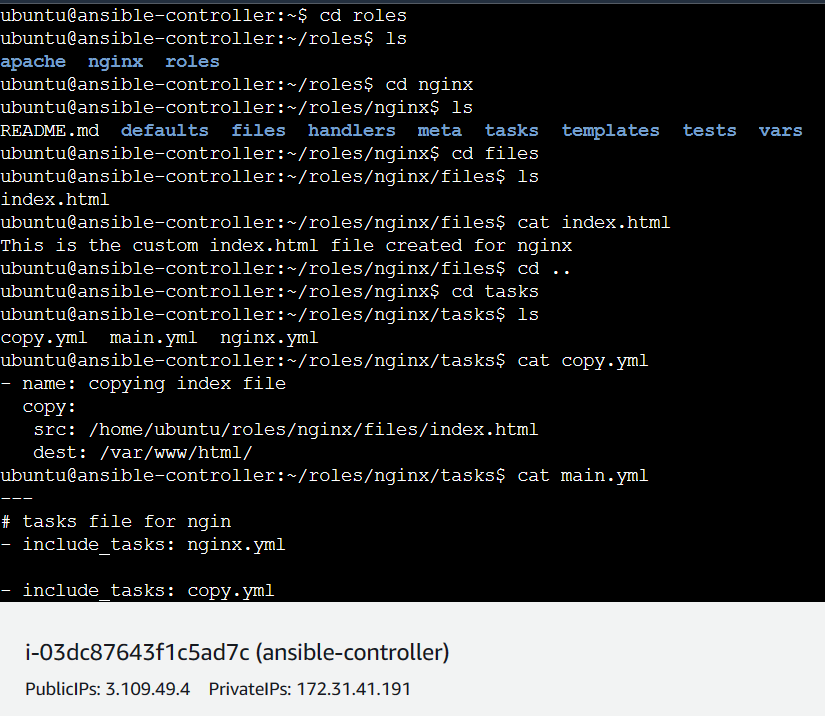 ubuntu@ansible-controller:~$ cd roles
ubuntu@ansible-controller:~/roles$ ls
apache  nginx  roles
ubuntu@ansible-controller:~/roles$ cd nginx
ubuntu@ansible-controller:~/roles/nginx$ ls
README.md  defaults  files  handlers  meta  tasks  templates  tests  vars
ubuntu@ansible-controller:~/roles/nginx$ cd files
ubuntu@ansible-controller:~/roles/nginx/files$ ls
index.html
ubuntu@ansible-controller:~/roles/nginx/files$ cat index.html
This is the custom index.html file created for nginx
ubuntu@ansible-controller:~/roles/nginx/files$ cd ..
ubuntu@ansible-controller:~/roles/nginx$ cd tasks
ubuntu@ansible-controller:~/roles/nginx/tasks$ ls
copy.yml  main.yml  nginx.yml
ubuntu@ansible-controller:~/roles/nginx/tasks$ cat copy.yml
- name: copying index file
  copy:
   src: /home/ubuntu/roles/nginx/files/index.html
   dest: /var/www/html/
ubuntu@ansible-controller:~/roles/nginx/tasks$ cat main.yml
---
# tasks file for ngin
- include_tasks: nginx.yml

- include_tasks: copy.yml
i-03dc87643f1c5ad7c (ansible-controller)
PublicIPs: 3.109.49.4  PrivateIPs: 172.31.41.191